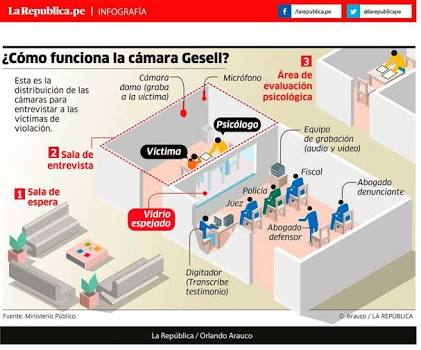 La República.pe | INFOGRAFÍA
/larepublica.pe
@larepublicape
¿Cómo funciona la cámara Gesell?
Esta es la
distribución de las
cámaras para
entrevistar a las
víctimas de
violación.
Cámara
domo (graba
a la víctima)
Micrófono
3 Área de
evaluación
psicológica
Psicólogo
Víctima
2 Sala de
entrevista
Equipo
de grabación
(audio y video)
1 Sala de
espera
Vidrio
espejado
Fiscal
Policía
Juez
Abogado
denunciante
Abogado
defensor
Digitador
(Transcribe
testimonio)
Fuente: Ministerio Público.
O. Arauco / LA REPÚBLICA
La República / Orlando Arauco